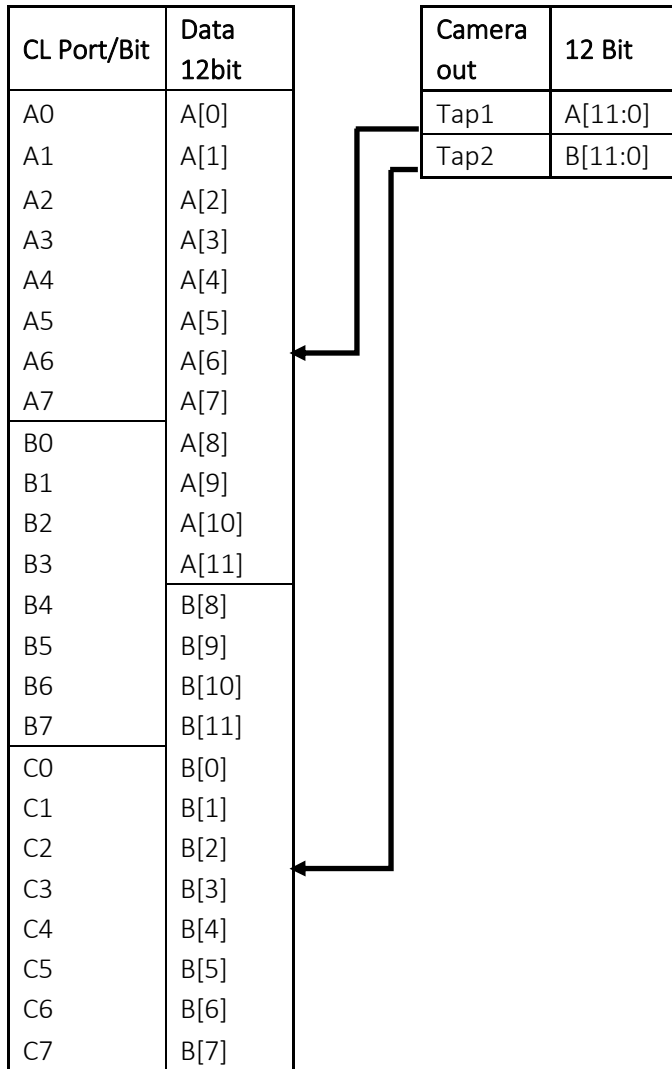 CL Port/Bit Data 12bit
A0 A[0]
A1 A[1]
A2 A[2]
A3 A[3]
A4 A[4]
A5 A[5]
A6 A[6]
A7 A[7]
B0 A[8]
B1 A[9]
B2 A[10]
B3 A[11]
B4 B[8]
B5 B[9]
B6 B[10]
B7 B[11]
C0 B[0]
C1 B[1]
C2 B[2]
C3 B[3]
C4 B[4]
C5 B[5]
C6 B[6]
C7 B[7]
Camera out 12 Bit
Tap1 A[11:0]
Tap2 B[11:0]